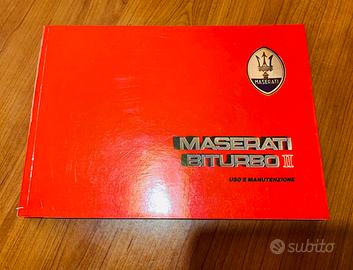 MASERATI
MASERATI
BITURBO II
USO E MANUTENZIONE
subito